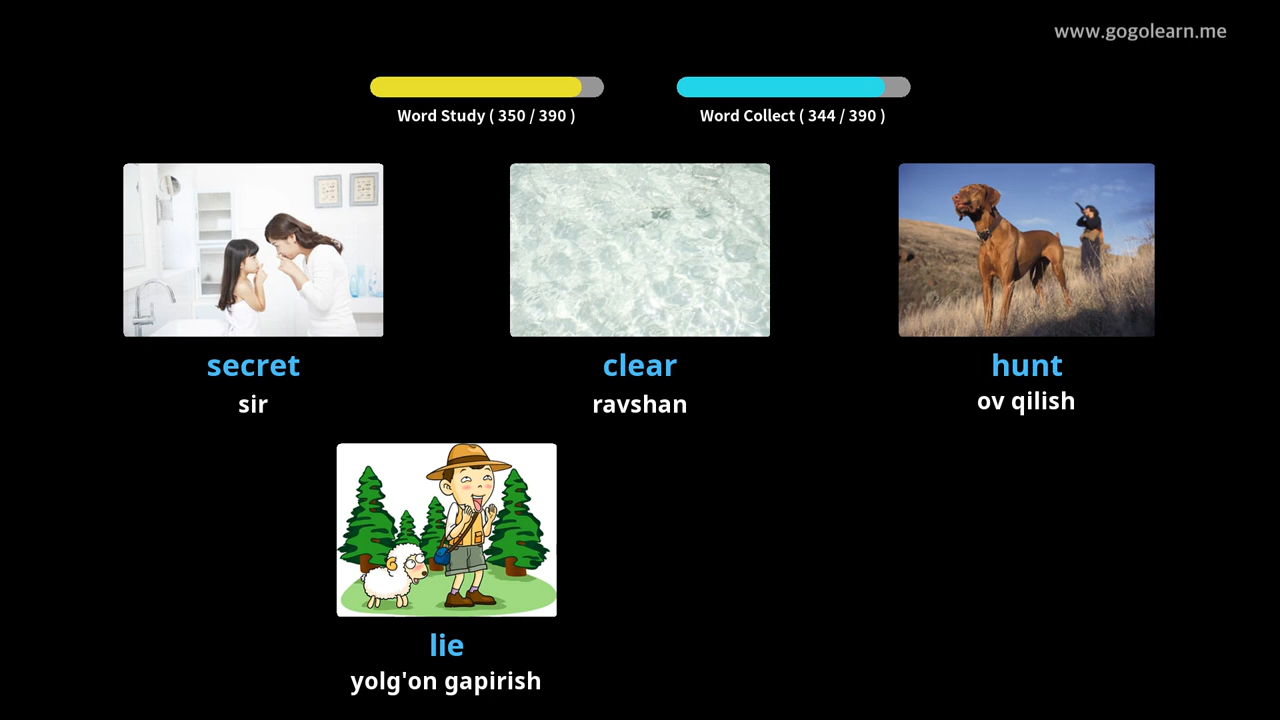 www.gogolearn.me
Word Study ( 350 / 390 )
Word Collect ( 344 / 390 )
secret
sir
clear
ravshan
hunt
ov qilish
lie
yolg'on gapirish